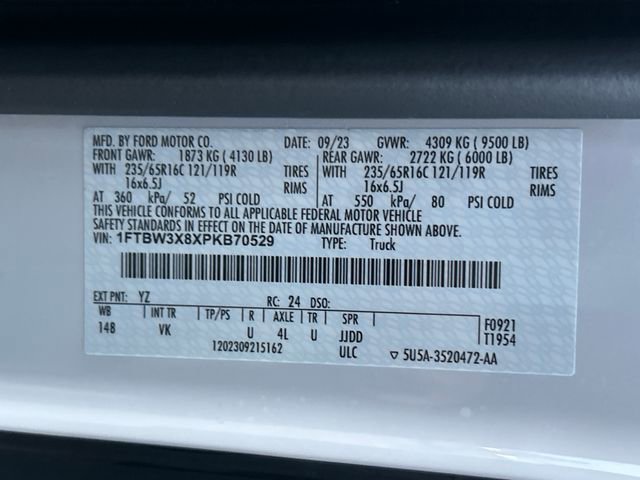 MFD. BY FORD MOTOR CO. DATE: 09/23 GVWR: 4309 KG ( 9500 LB)
FRONT GAWR: 1873 KG ( 4130 LB) REAR GAWR: 2722 KG ( 6000 LB)
WITH 235/65R16C 121/119R TIRES WITH 235/65R16C 121/119R TIRES
16x6.5J RIMS 16x6.5J RIMS
AT 360 kPa/ 52 PSI COLD AT 550 kPa/ 80 PSI COLD
THIS VEHICLE CONFORMS TO ALL APPLICABLE FEDERAL MOTOR VEHICLE
SAFETY STANDARDS IN EFFECT ON THE DATE OF MANUFACTURE SHOWN ABOVE.
VIN: 1FTBW3X8XPKB70529 TYPE: Truck
EXT PNT: YZ RC: 24 DSO:
WB INT TR TP/PS R AXLE TR SPR F0921
148 VK U 4L U JJDD T1954
1202309215162 ULC ▽ 5U5A-3520472-AA